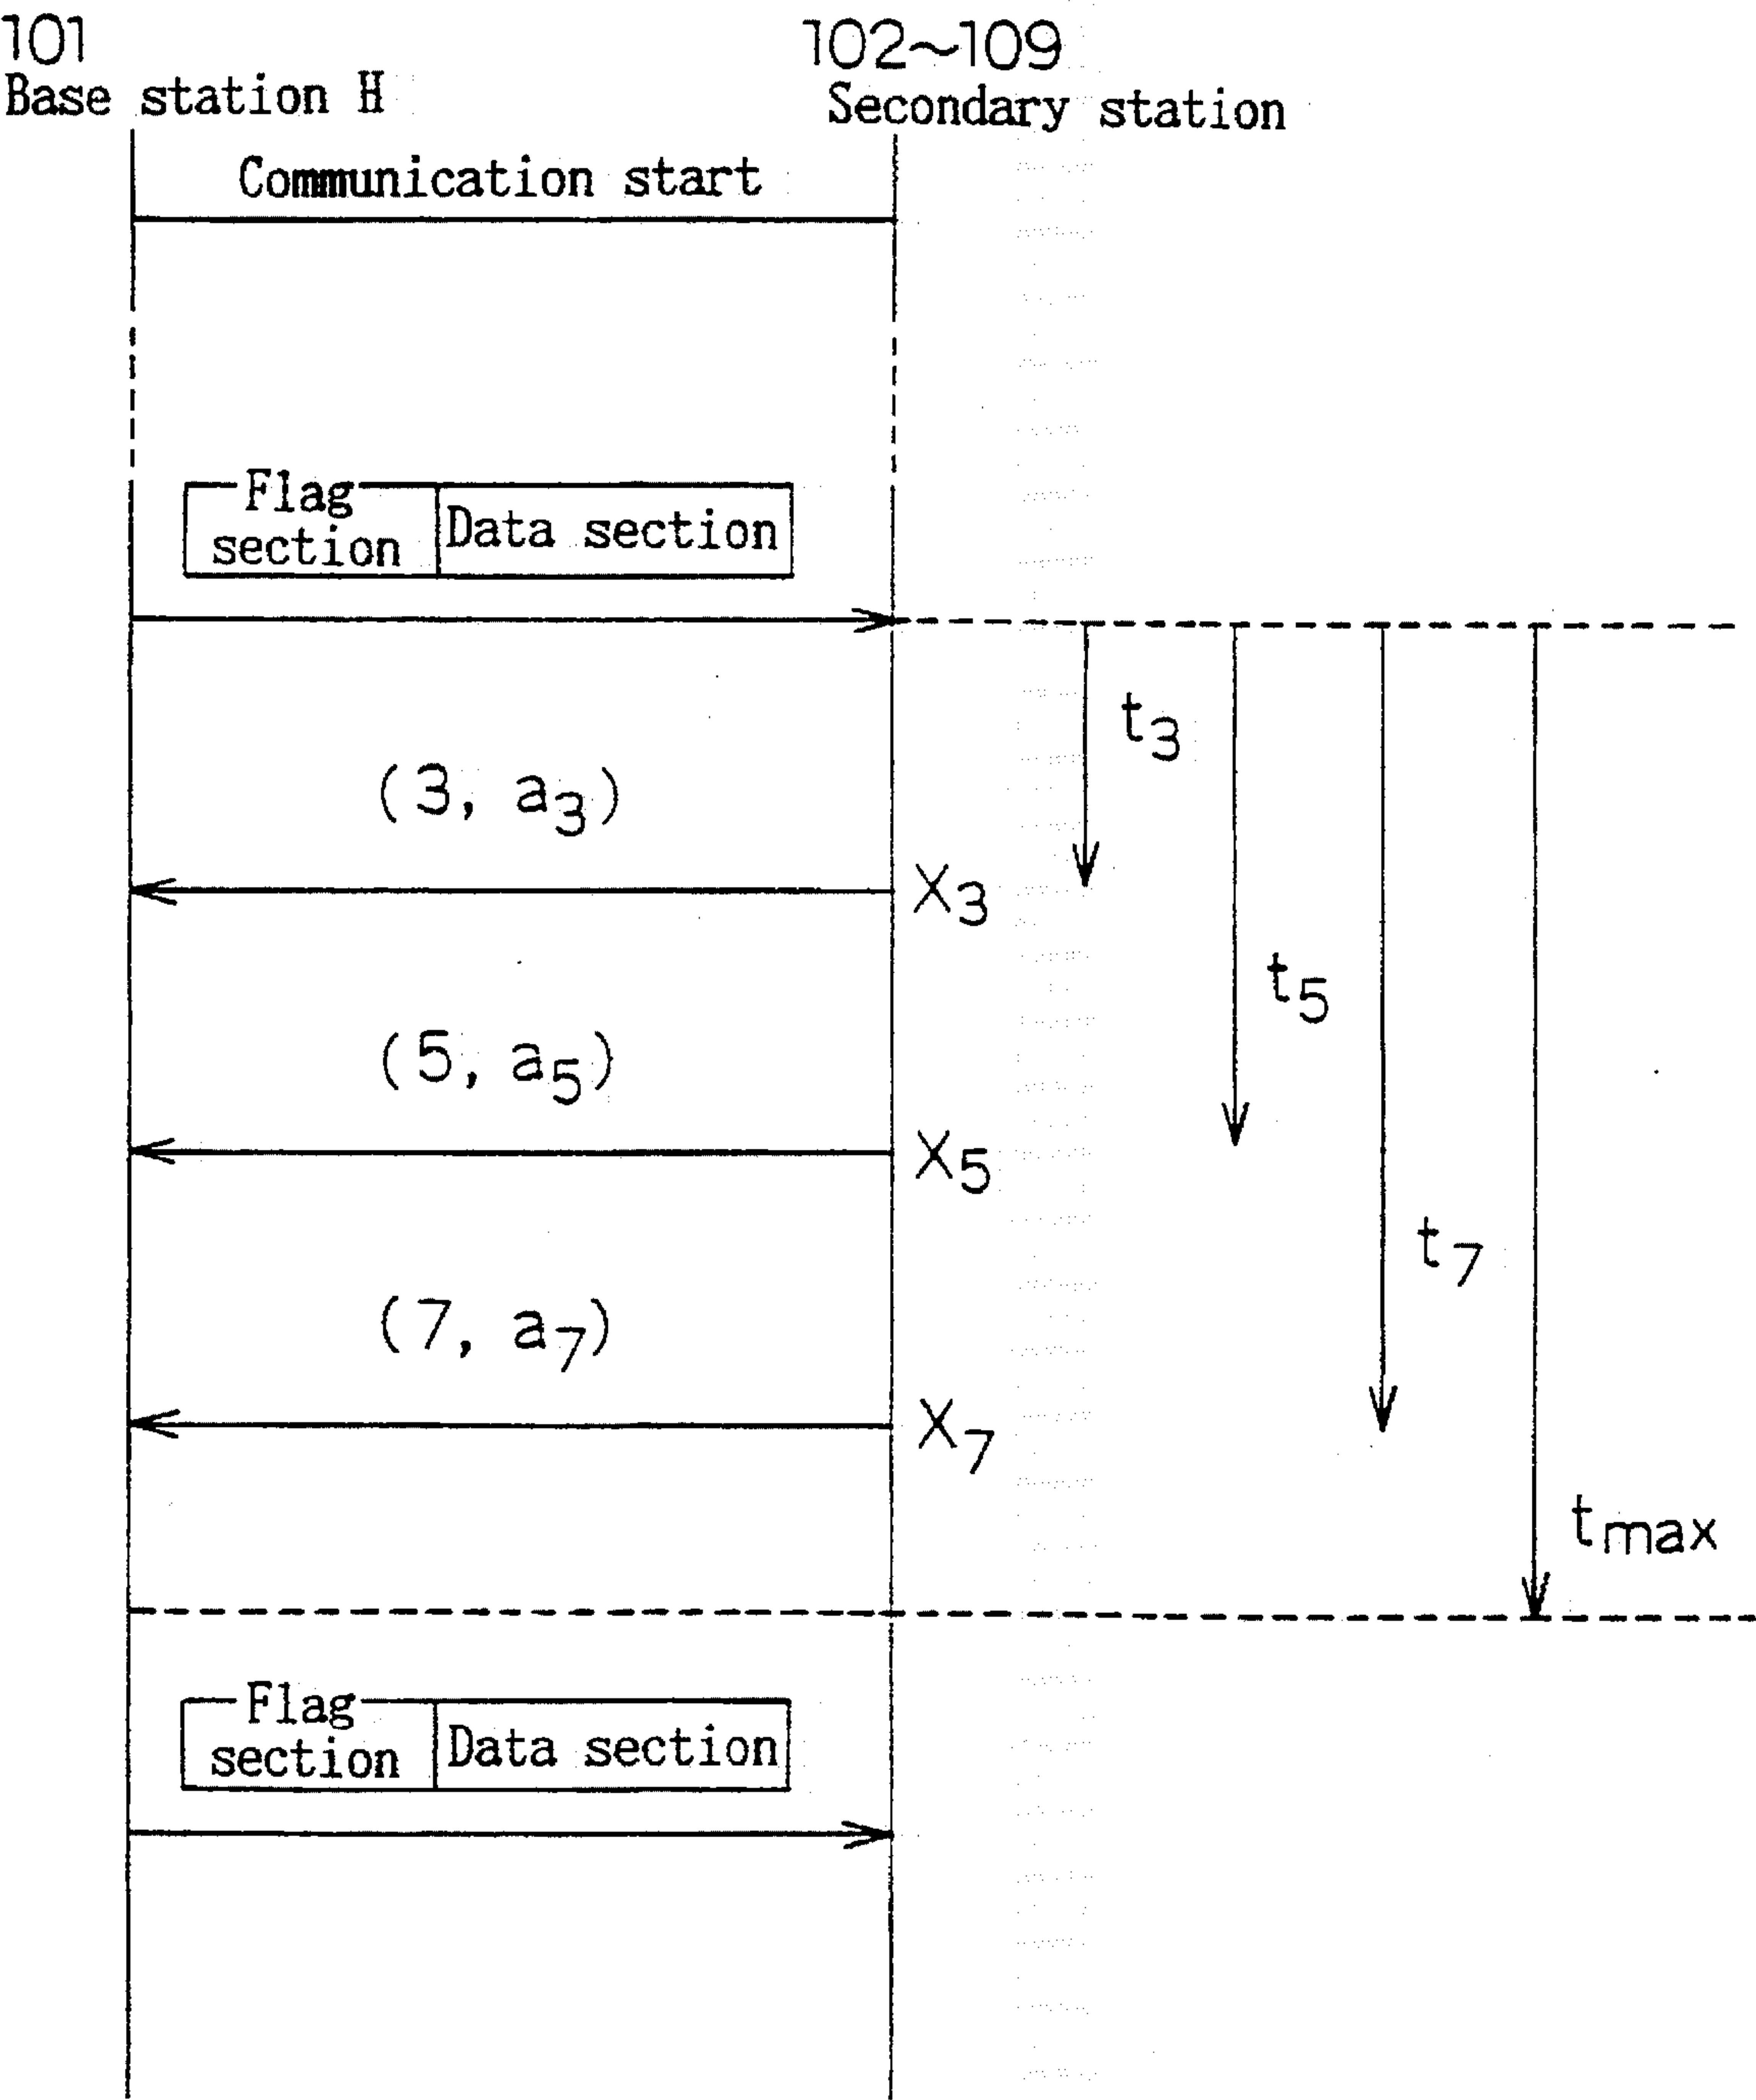 101
Base station H
102~109
Secondary station
Communication start
Flag
section
Data section
t3
(3, a3)
X3
t5
(5, a5)
X5
t7
(7, a7)
X7
tmax
Flag
section
Data section